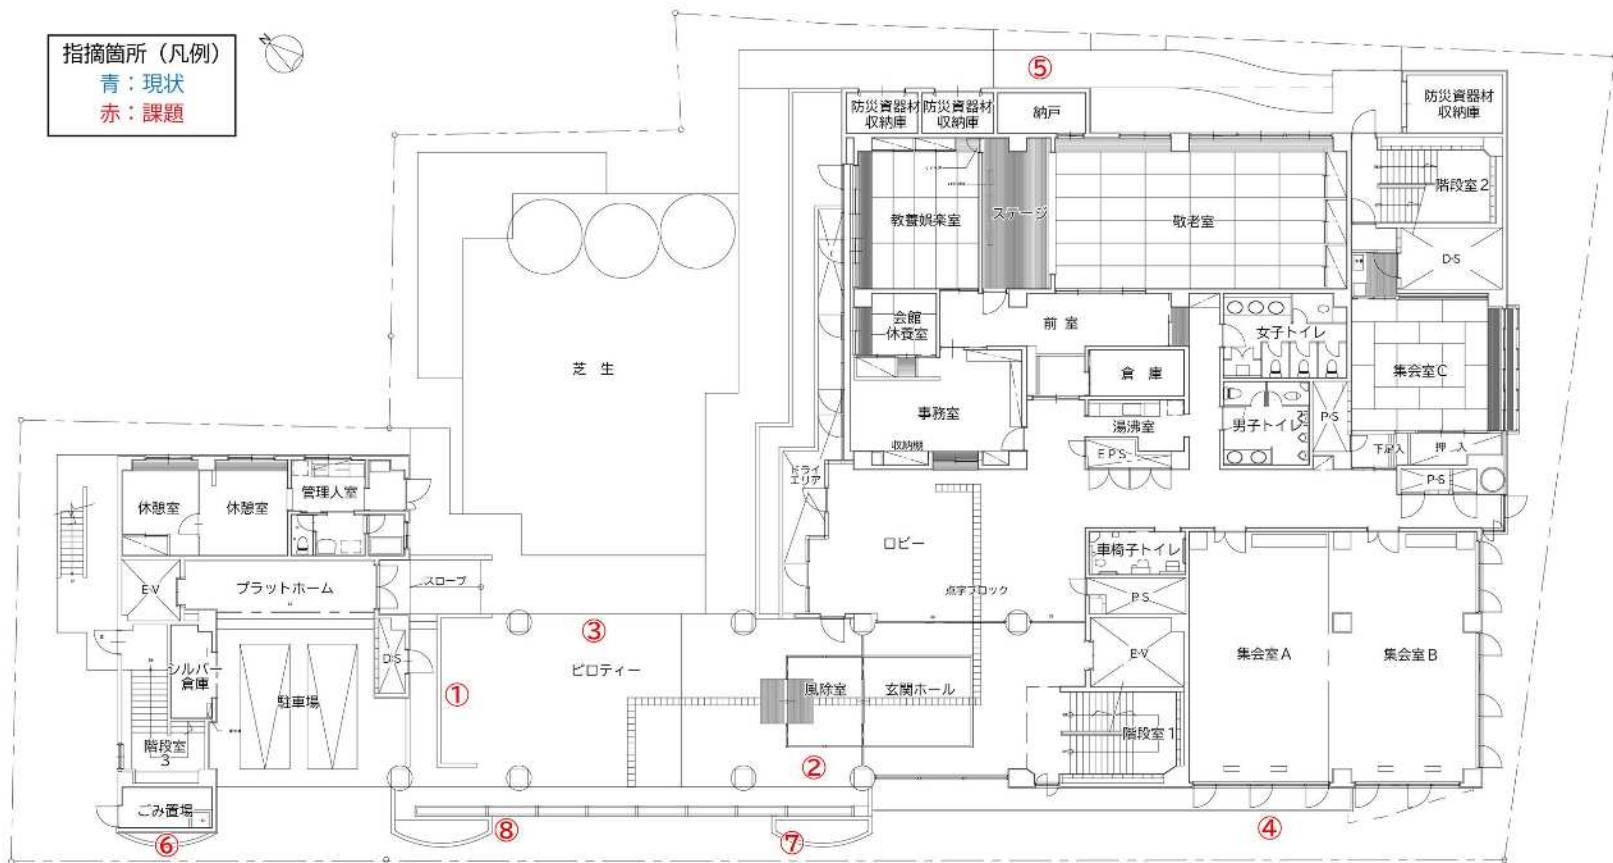 指摘箇所（凡例）
青：現状
赤：課題
N
⑤
防災資器材
収納庫
防災資器材
収納庫
納戸
防災資器材
収納庫
階段室２
教養娯楽室
ステージ
敬老室
D・S
会館
休養室
前 室
女子トイレ
芝 生
倉 庫
集会室C
事務室
湯沸室
男子トイレ
P・S
収納棚
E P S
下足入
押 入
ドライ
エリア
P・S
休憩室
休憩室
管理人室
ロビー
車椅子トイレ
E・V
プラットホーム
スロープ
点字ブロック
P S
③
ピロティー
シルバー
倉庫
D・S
E・V
集会室A
集会室B
①
駐車場
風除室
玄関ホール
階段室
3
階段室１
②
ごみ置場
⑥
⑧
⑦
④